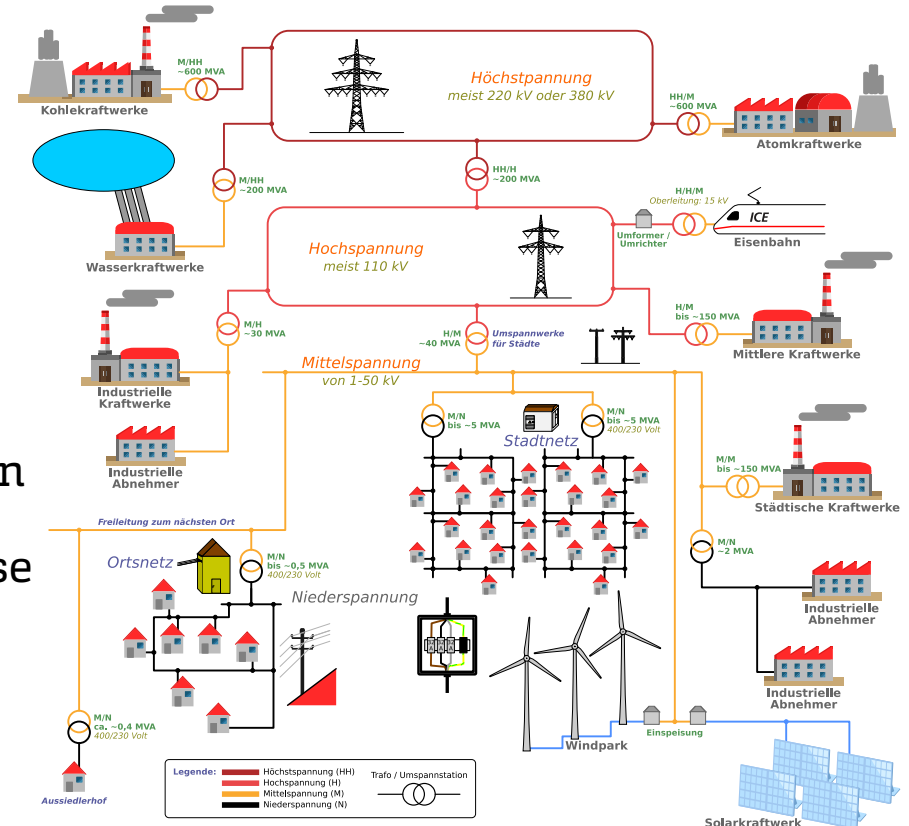 M/HH
~600 MVA
Kohlekraftwerke
Höchstpannung
meist 220 kV oder 380 kV
HH/M
~600 MVA
Atomkraftwerke
M/HH
~200 MVA
Wasserkraftwerke
HH/H
~200 MVA
H/H/M
Oberleitung: 15 kV
ICE
Umformer /
Umrichter
Eisenbahn
Hochspannung
meist 110 kV
M/H
~30 MVA
Industrielle
Kraftwerke
Industrielle
Abnehmer
H/M
~40 MVA
Umspannwerke
für Städte
H/M
bis ~150 MVA
Mittlere Kraftwerke
Mittelspannung
von 1-50 kV
M/N
bis ~5 MVA
Stadtnetz
M/N
bis ~5 MVA
400/230 Volt
M/M
bis ~150 MVA
Städtische Kraftwerke
n
se
Freileitung zum nächsten Ort
Ortsnetz
M/N
bis ~0,5 MVA
400/230 Volt
Niederspannung
M/N
~2 MVA
Industrielle
Abnehmer
Industrielle
Abnehmer
M/N
ca. ~0,4 MVA
400/230 Volt
Aussiedlerhof
Windpark
Einspeisung
Solarkraftwerk
Legende:
Höchstspannung (HH)
Hochspannung (H)
Mittelspannung (M)
Niederspannung (N)
Trafo / Umspannstation